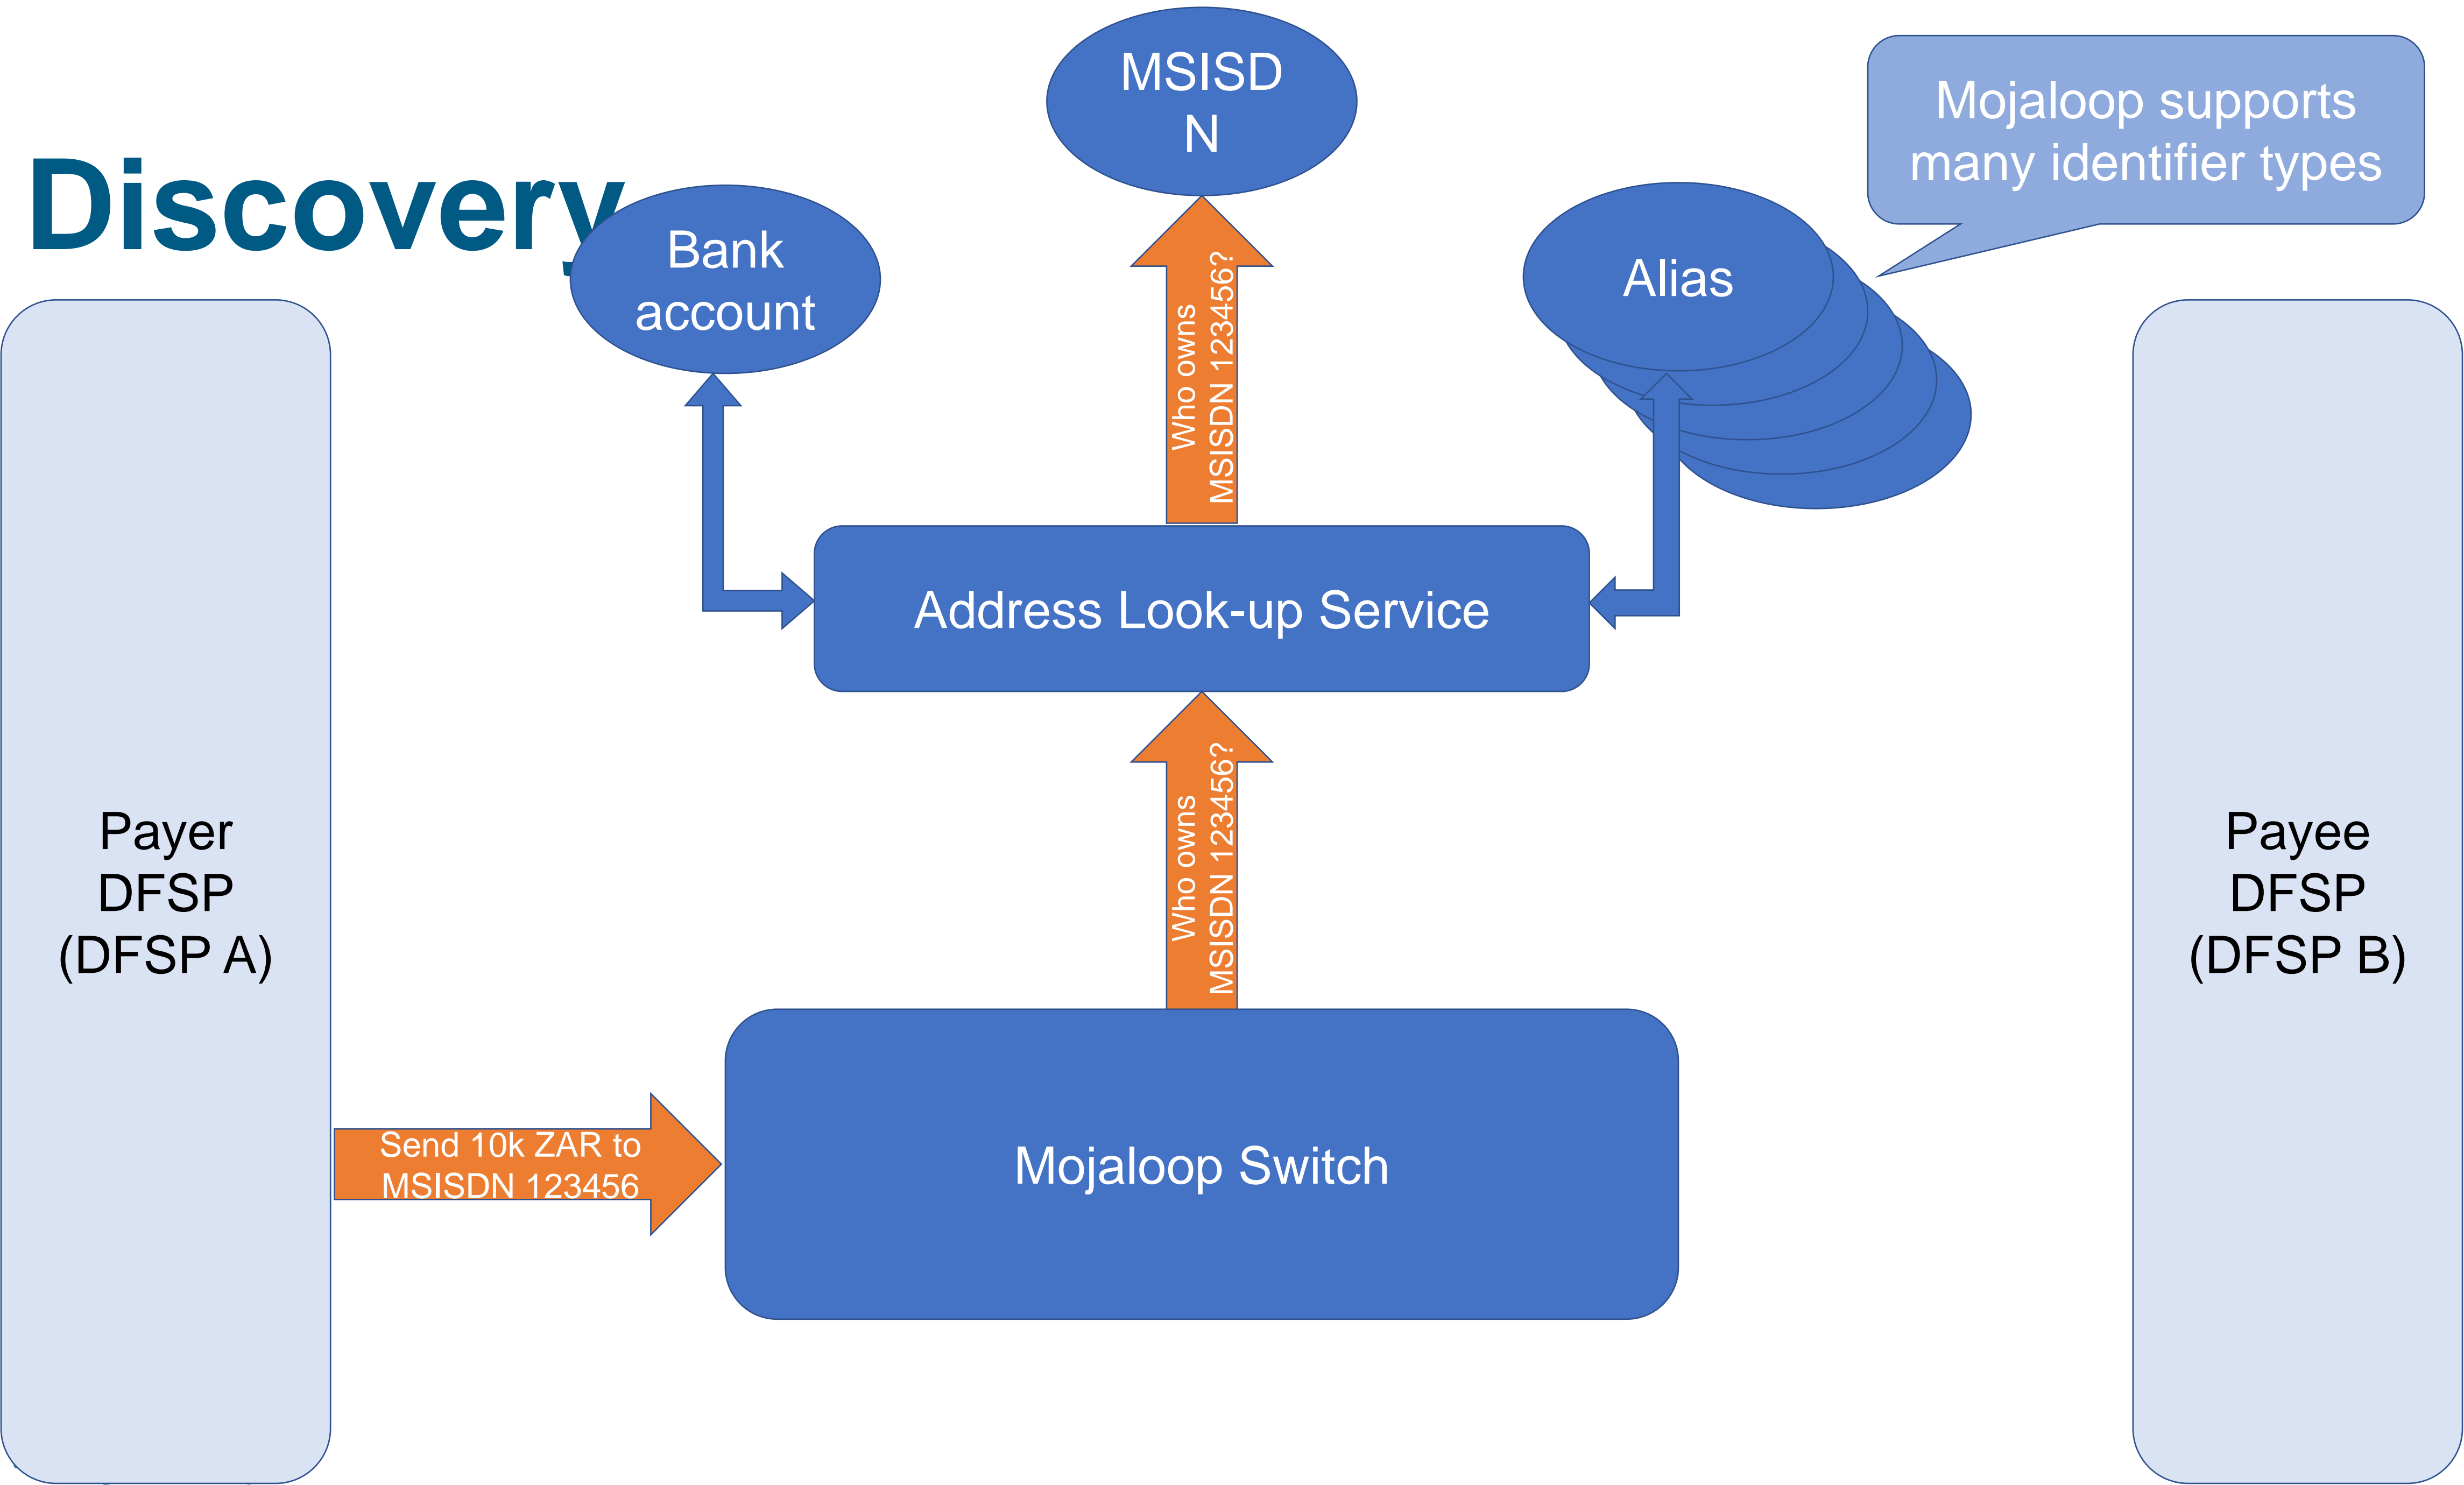 MSISD
N
Mojaloop supports
many identifier types
Discovery
Bank
account
Alias
Who owns
MSISDN 123456?
Address Look-up Service
Who owns
MSISDN 123456?
Payer
DFSP
(DFSP A)
Payee
DFSP
(DFSP B)
Send 10k ZAR to
MSISDN 123456
Mojaloop Switch